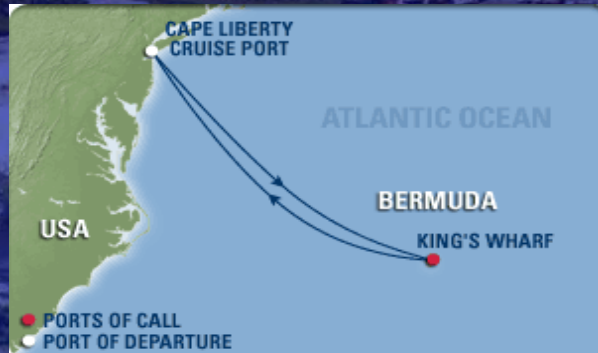 CAPE LIBERTY
CRUISE PORT
ATLANTIC OCEAN
BERMUDA
KING'S WHARF
USA
PORTS OF CALL
PORT OF DEPARTURE